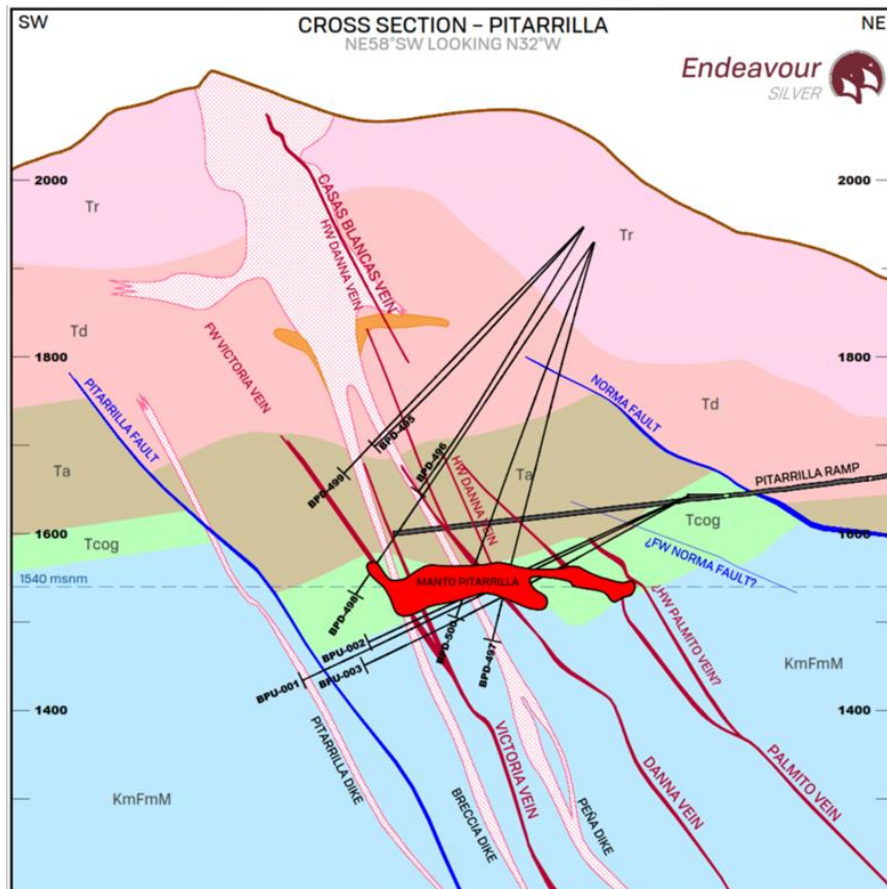 SW
CROSS SECTION – PITARRILLA
NE
NE58°SW LOOKING N32°W
Endeavour
SILVER
2000
2000
Tr
Tr
CASAS BLANCAS VEIN
HW DANNA VEIN
FW VICTORIA VEIN
1800
1800
Td
Td
PITARRILLA FAULT
NORMA FAULT
BPD-495
BPD-496
BPD-499
HW DANNA VEIN
Ta
Ta
PITARRILLA RAMP
1600
1600
Tcog
Tcog
¿FW NORMA FAULT?
1540 msnm
MANTO PITARRILLA
BPD-498
BPD-500
BPD-497
BPU-002
BPU-003
BPU-001
¿HW PALMITO VEIN?
KmFmM
1400
1400
PITARRILLA DIKE
VICTORIA VEIN
BRECCIA DIKE
PEÑA DIKE
DANNA VEIN
PALMITO VEIN
KmFmM